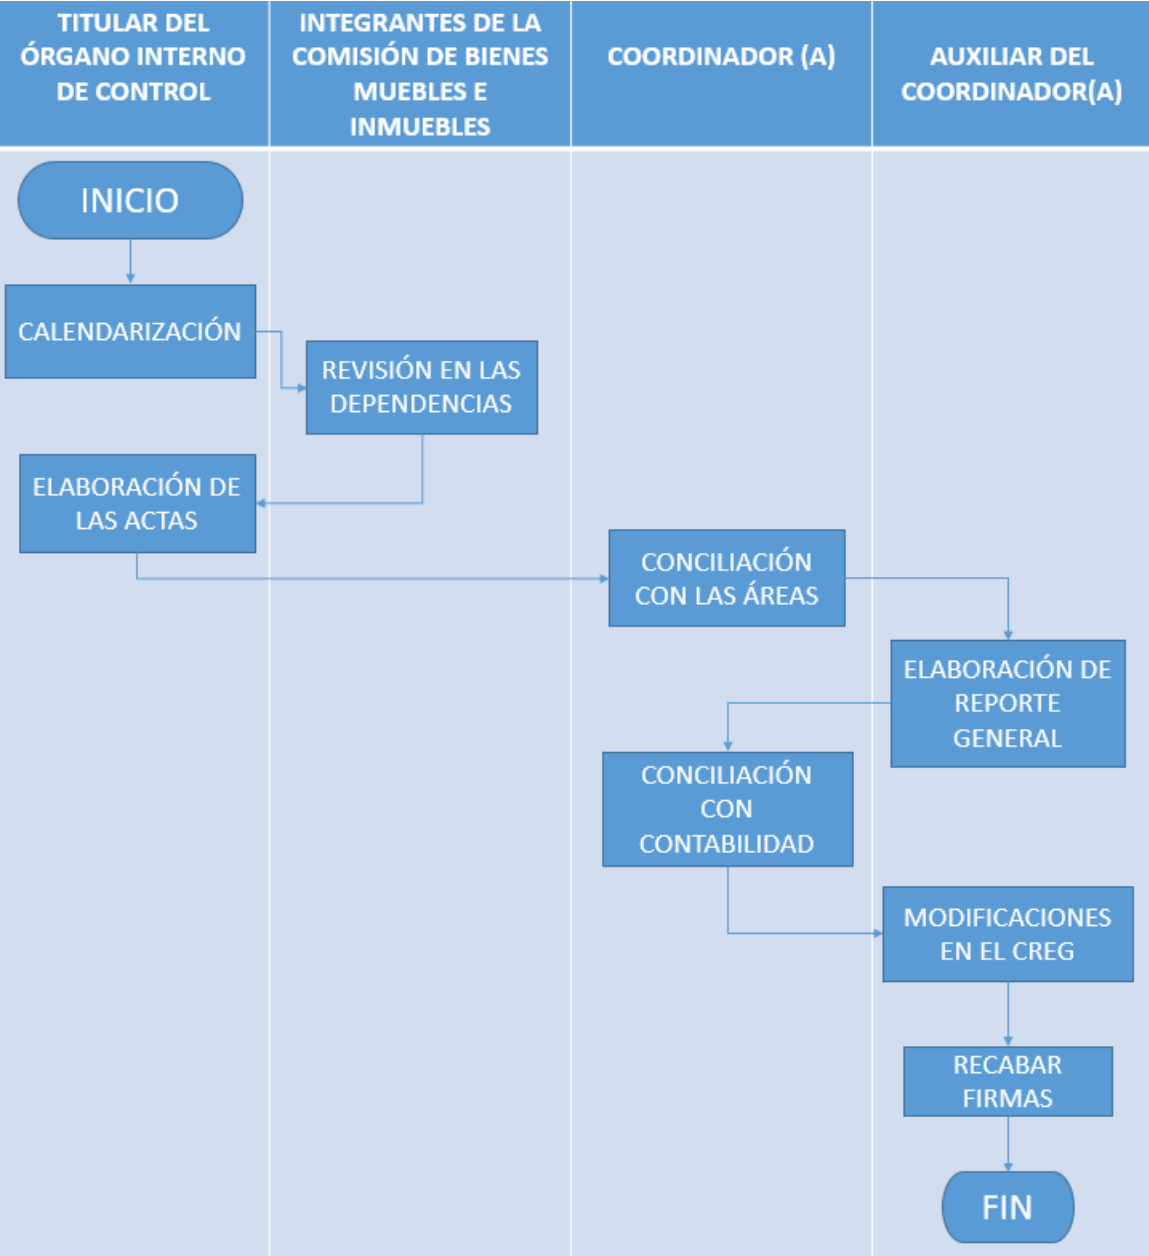 TITULAR DEL
ÓRGANO INTERNO
DE CONTROL
INTEGRANTES DE LA
COMISIÓN DE BIENES
MUEBLES E
INMUEBLES
COORDINADOR (A)
AUXILIAR DEL
COORDINADOR(A)
INICIO
CALENDARIZACIÓN
REVISIÓN EN LAS
DEPENDENCIAS
ELABORACIÓN DE
LAS ACTAS
CONCILIACIÓN
CON LAS ÁREAS
ELABORACIÓN DE
REPORTE
GENERAL
CONCILIACIÓN
CON
CONTABILIDAD
MODIFICACIONES
EN EL CREG
RECABAR
FIRMAS
FIN